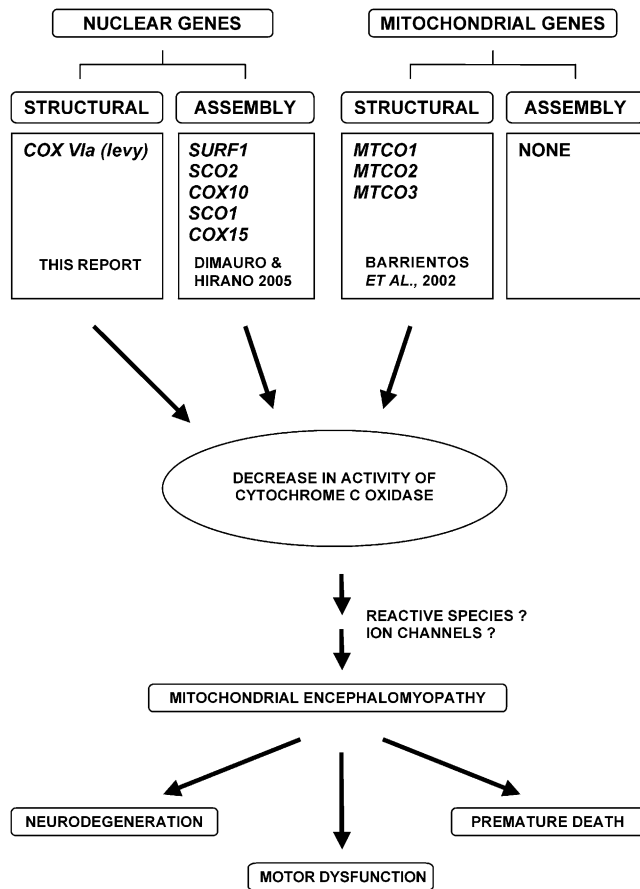 NUCLEAR GENES
MITOCHONDRIAL GENES
STRUCTURAL
ASSEMBLY
STRUCTURAL
ASSEMBLY
COX VIa (levy)
THIS REPORT
SURF1
SCO2
COX10
SCO1
COX15
DIMAURO &
HIRANO 2005
MTCO1
MTCO2
MTCO3
BARRIENTOS
ET AL., 2002
NONE
DECREASE IN ACTIVITY OF
CYTOCHROME C OXIDASE
REACTIVE SPECIES ?
ION CHANNELS ?
MITOCHONDRIAL ENCEPHALOMYOPATHY
NEURODEGENERATION
PREMATURE DEATH
MOTOR DYSFUNCTION